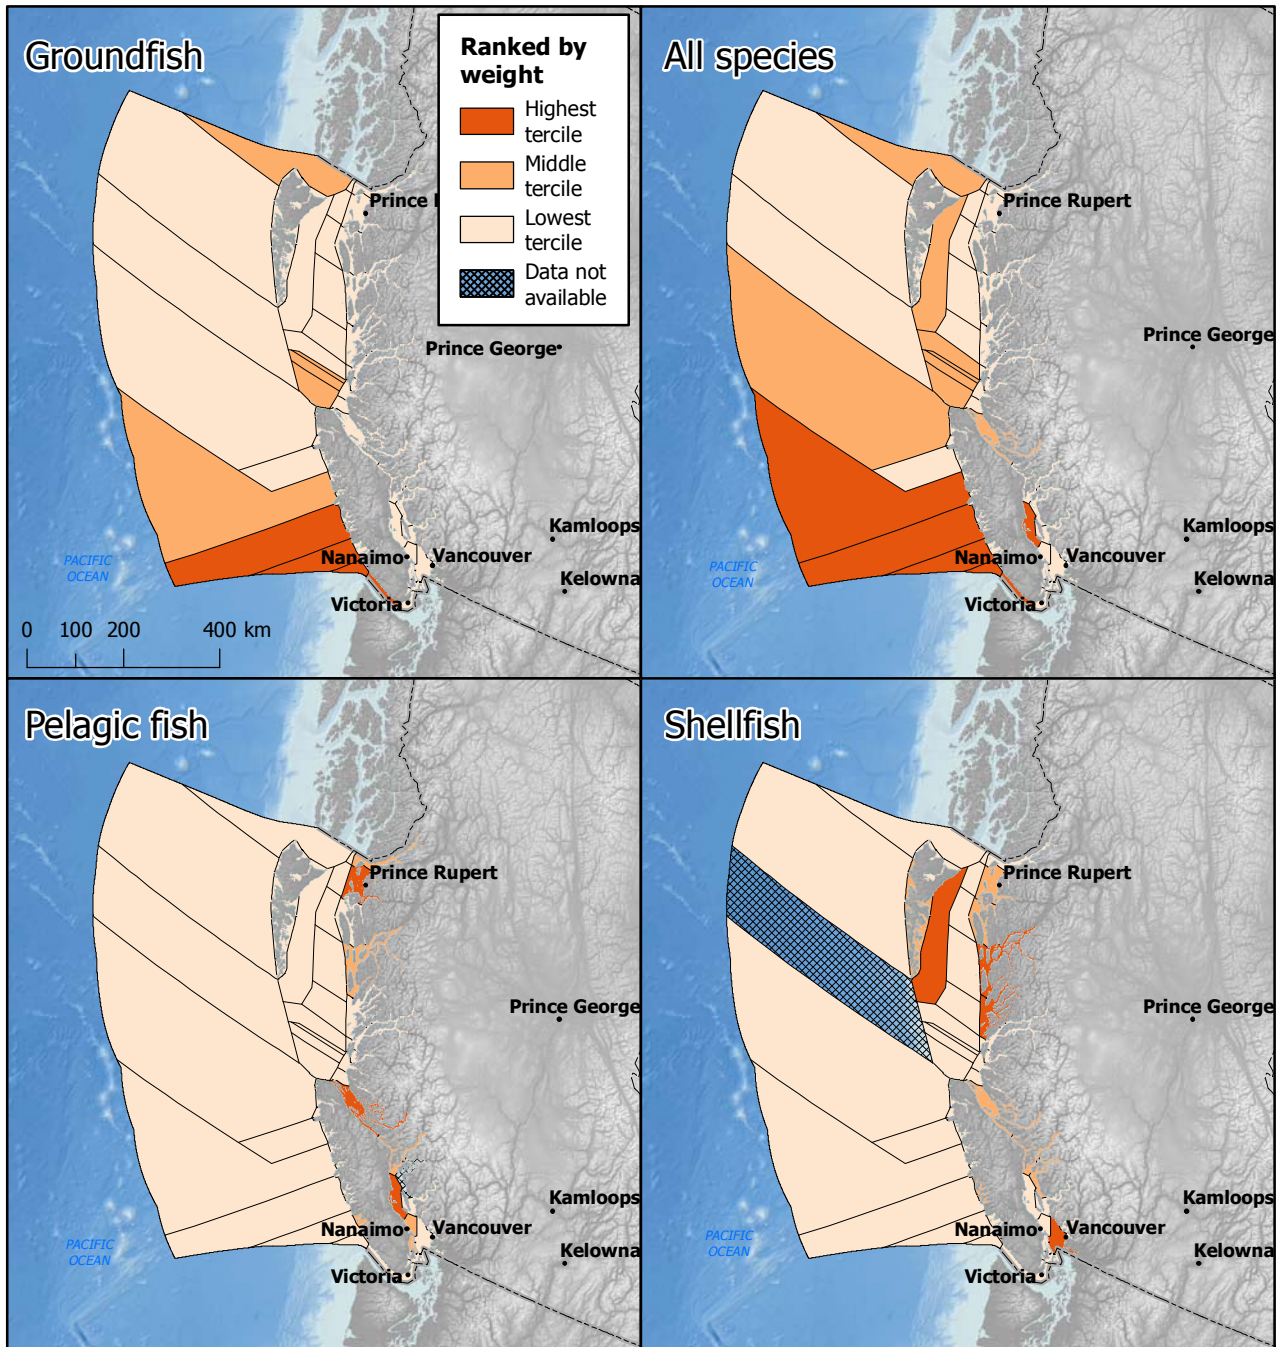 Groundfish
Ranked by
weight
Highest
tercile
Middle
tercile
Lowest
tercile
Data not
available
Prince
Prince George
Kamloops
Nanaimo
Vancouver
Kelowna
Victoria
PACIFIC
OCEAN
0 100 200 400 km
All species
Prince Rupert
Prince George
Kamloops
Nanaimo
Vancouver
Kelowna
Victoria
PACIFIC
OCEAN
Pelagic fish
Prince Rupert
Prince George
Kamloops
Nanaimo
Vancouver
Kelowna
Victoria
PACIFIC
OCEAN
Shellfish
Prince Rupert
Prince George
Kamloops
Nanaimo
Vancouver
Kelowna
Victoria
PACIFIC
OCEAN